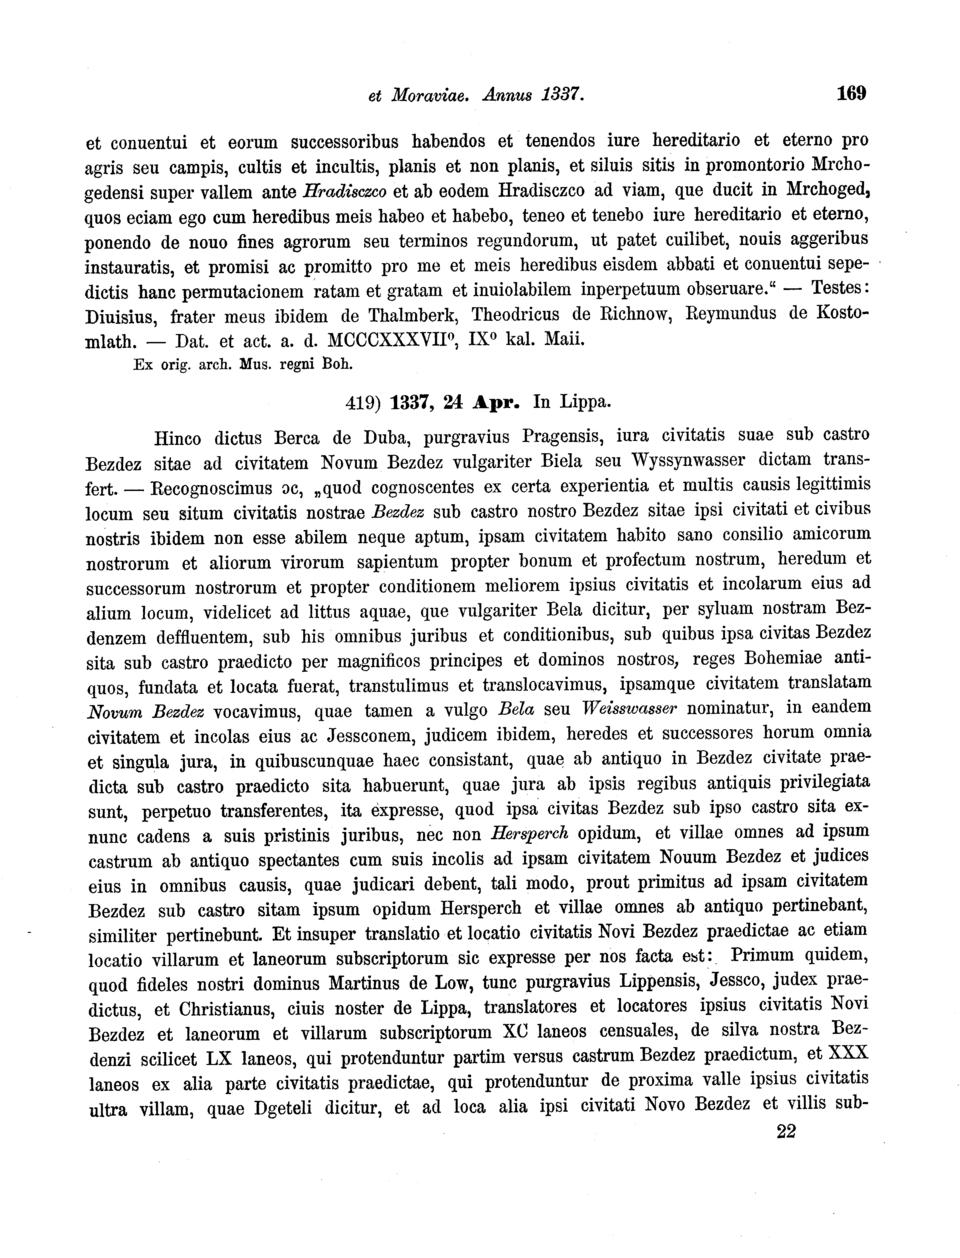 et Moraviae. Annus 1337. 169
et conuentui et eorum successoribus habendos et tenendos iure hereditario et eterno pro
agris seu campis, cultis et incultis, planis et non planis, et siluis sitis in promontorio Mrcho-
gedensi super vallem ante Hradisczco et ab eodem Hradisczco ad viam, que ducit in Mrchoged,
quos eciam ego cum heredibus meis habeo et habebo, teneo et tenebo iure hereditario et eterno,
ponendo de nouo fines agrorum seu terminos regundorum, ut patet cuilibet, nouis aggeribus
instauratis, et promisi ac promitto pro me et meis heredibus eisdem abbati et conuentui sepe-
dictis hanc permutacionem ratam et gratam et inuiolabilem inperpetuum obseruare.“ — Testes:
Diuisius, frater meus ibidem de Thalmberk, Theodricus de Richnow, Reymundus de Kosto-
mlath. — Dat. et act. a. d. MCCCXXXVII⁰, IX⁰ kal. Maii.
Ex orig. arch. Mus. regni Boh.
419) 1337, 24 Apr. In Lippa.
Hinco dictus Berca de Duba, purgravius Pragensis, iura civitatis suae sub castro
Bezdez sitae ad civitatem Novum Bezdez vulgariter Biela seu Wyssynwasser dictam trans-
fert. — Recognoscimus ɔc, „quod cognoscentes ex certa experientia et multis causis legittimis
locum seu situm civitatis nostrae Bezdez sub castro nostro Bezdez sitae ipsi civitati et civibus
nostris ibidem non esse abilem neque aptum, ipsam civitatem habito sano consilio amicorum
nostrorum et aliorum virorum sapientum propter bonum et profectum nostrum, heredum et
successorum nostrorum et propter conditionem meliorem ipsius civitatis et incolarum eius ad
alium locum, videlicet ad littus aquae, que vulgariter Bela dicitur, per syluam nostram Bez-
denzem deffluentem, sub his omnibus juribus et conditionibus, sub quibus ipsa civitas Bezdez
sita sub castro praedicto per magnificos principes et dominos nostros, reges Bohemiae anti-
quos, fundata et locata fuerat, transtulimus et translocavimus, ipsamque civitatem translatam
Novum Bezdez vocavimus, quae tamen a vulgo Bela seu Weisswasser nominatur, in eandem
civitatem et incolas eius ac Jessconem, judicem ibidem, heredes et successores horum omnia
et singula jura, in quibuscunquae haec consistant, quae ab antiquo in Bezdez civitate prae-
dicta sub castro praedicto sita habuerunt, quae jura ab ipsis regibus antiquis privilegiata
sunt, perpetuo transferentes, ita expresse, quod ipsa civitas Bezdez sub ipso castro sita ex-
nunc cadens a suis pristinis juribus, nec non Hersperch opidum, et villae omnes ad ipsum
castrum ab antiquo spectantes cum suis incolis ad ipsam civitatem Nouum Bezdez et judices
eius in omnibus causis, quae judicari debent, tali modo, prout primitus ad ipsam civitatem
Bezdez sub castro sitam ipsum opidum Hersperch et villae omnes ab antiquo pertinebant,
similiter pertinebunt. Et insuper translatio et locatio civitatis Novi Bezdez praedictae ac etiam
locatio villarum et laneorum subscriptorum sic expresse per nos facta est: Primum quidem,
quod fideles nostri dominus Martinus de Low, tunc purgravius Lippensis, Jessco, judex prae-
dictus, et Christianus, ciuis noster de Lippa, translatores et locatores ipsius civitatis Novi
Bezdez et laneorum et villarum subscriptorum XC laneos censuales, de silva nostra Bez-
denzi scilicet LX laneos, qui protenduntur partim versus castrum Bezdez praedictum, et XXX
laneos ex alia parte civitatis praedictae, qui protenduntur de proxima valle ipsius civitatis
ultra villam, quae Dgeteli dicitur, et ad loca alia ipsi civitati Novo Bezdez et villis sub-
22